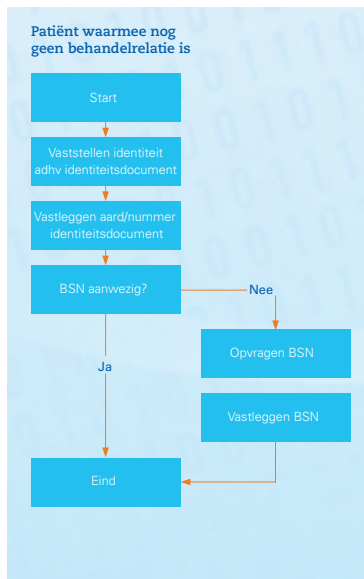 Patiënt waarmee nog
geen behandelrelatie is
Start
Vaststellen identiteit
adhv identiteitsdocument
Vastleggen aard/nummer
identiteitsdocument
BSN aanwezig?
Nee
Opvragen BSN
Ja
Vastleggen BSN
Eind